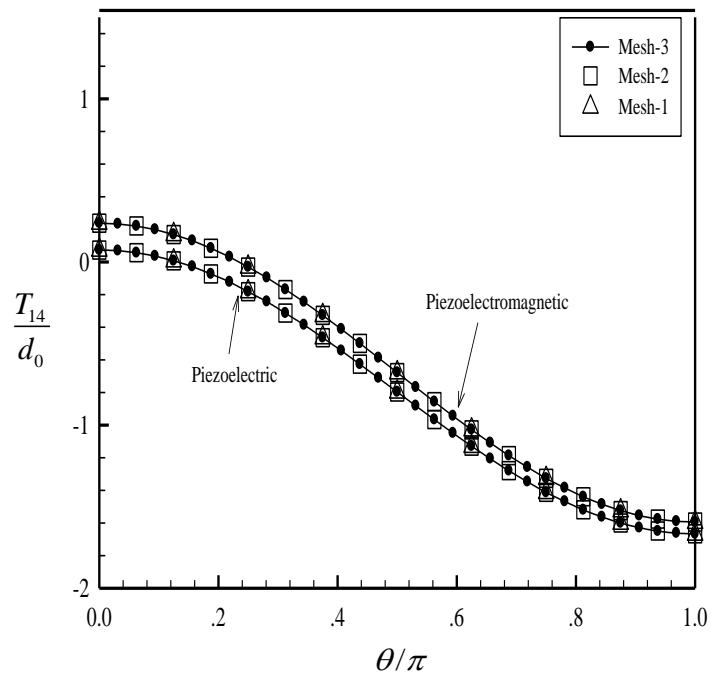 Mesh-3
Mesh-2
Mesh-1
1
0
-1
-2
T14/d0
Piezoelectromagnetic
Piezoelectric
0.0 .2 .4 .6 .8 1.0
θ/π